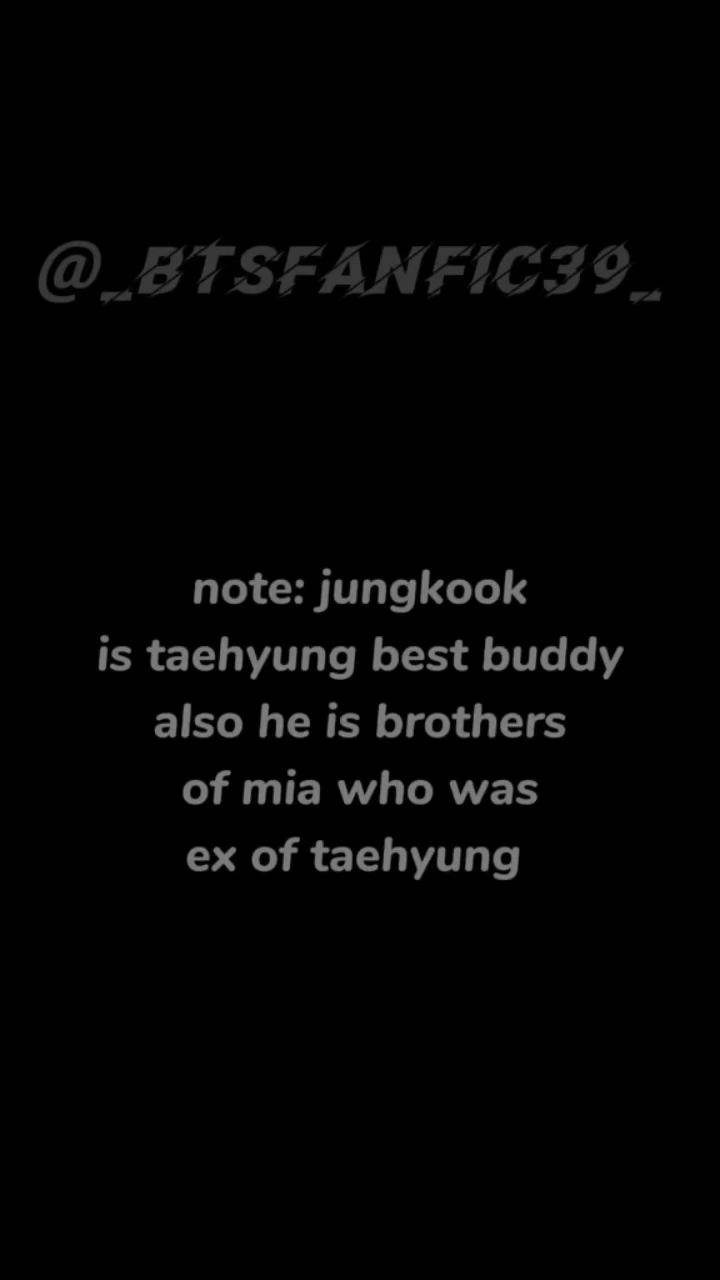 @_BTSFANFIC39_
note: jungkook
is taehyung best buddy
also he is brothers
of mia who was
ex of taehyung